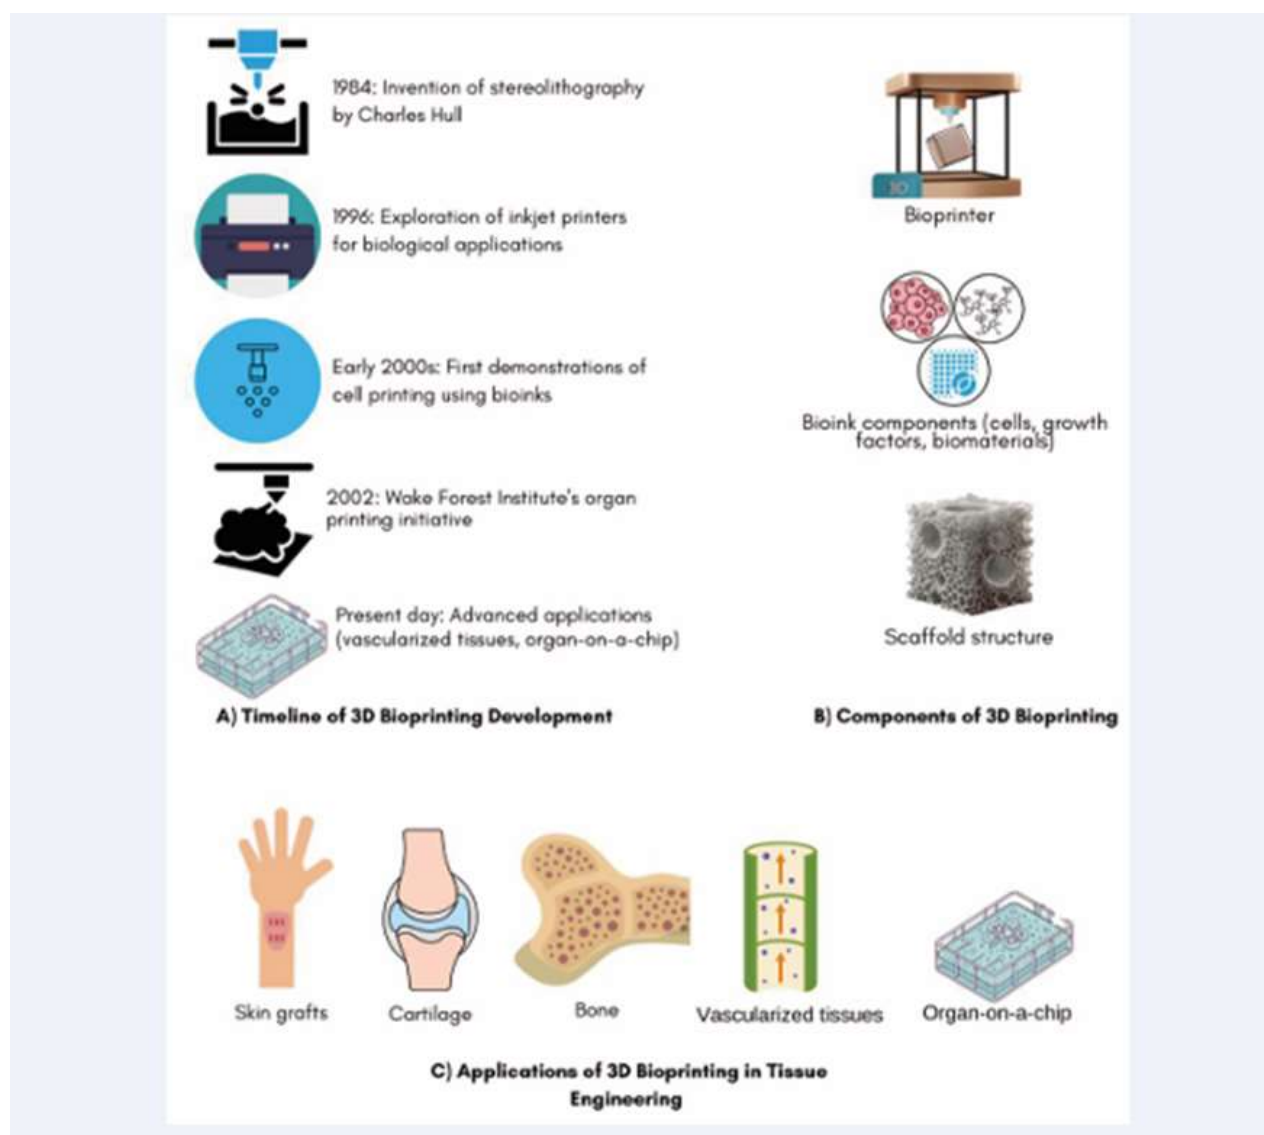 1984: Invention of stereolithography
by Charles Hull
1996: Exploration of inkjet printers
for biological applications
Early 2000s: First demonstrations of
cell printing using bioinks
2002: Wake Forest Institute's organ
printing initiative
Present day: Advanced applications
(vascularized tissues, organ-on-a-chip)
A) Timeline of 3D Bioprinting Development
3D
Bioprinter
Bioink components (cells, growth
factors, biomaterials)
Scaffold structure
B) Components of 3D Bioprinting
Skin grafts
Cartilage
Bone
Vascularized tissues
Organ-on-a-chip
C) Applications of 3D Bioprinting in Tissue
Engineering